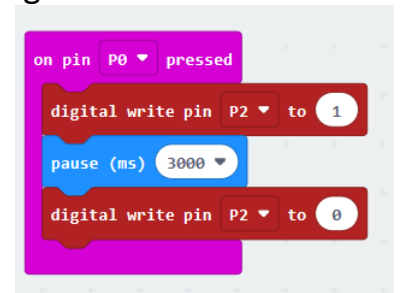 on pin P0 pressed
digital write pin P2 to 1
pause (ms) 3000
digital write pin P2 to 0